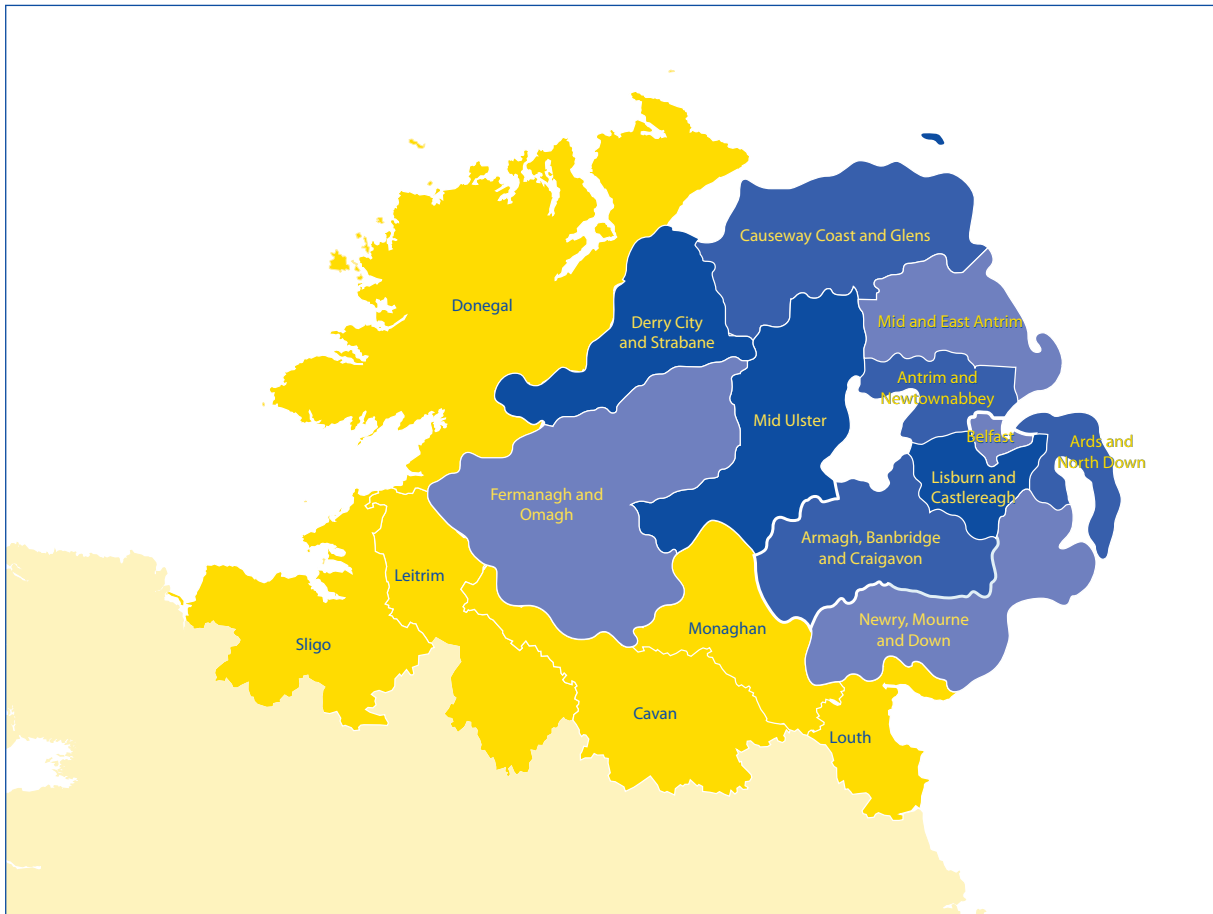 Causeway Coast and Glens
Donegal
Derry City
and Strabane
Mid and East Antrim
Antrim and
Newtownabbey
Mid Ulster
Belfast
Ards and
North Down
Lisburn and
Castlereagh
Fermanagh and
Omagh
Armagh, Banbridge
and Craigavon
Leitrim
Newry, Mourne
and Down
Monaghan
Sligo
Cavan
Louth